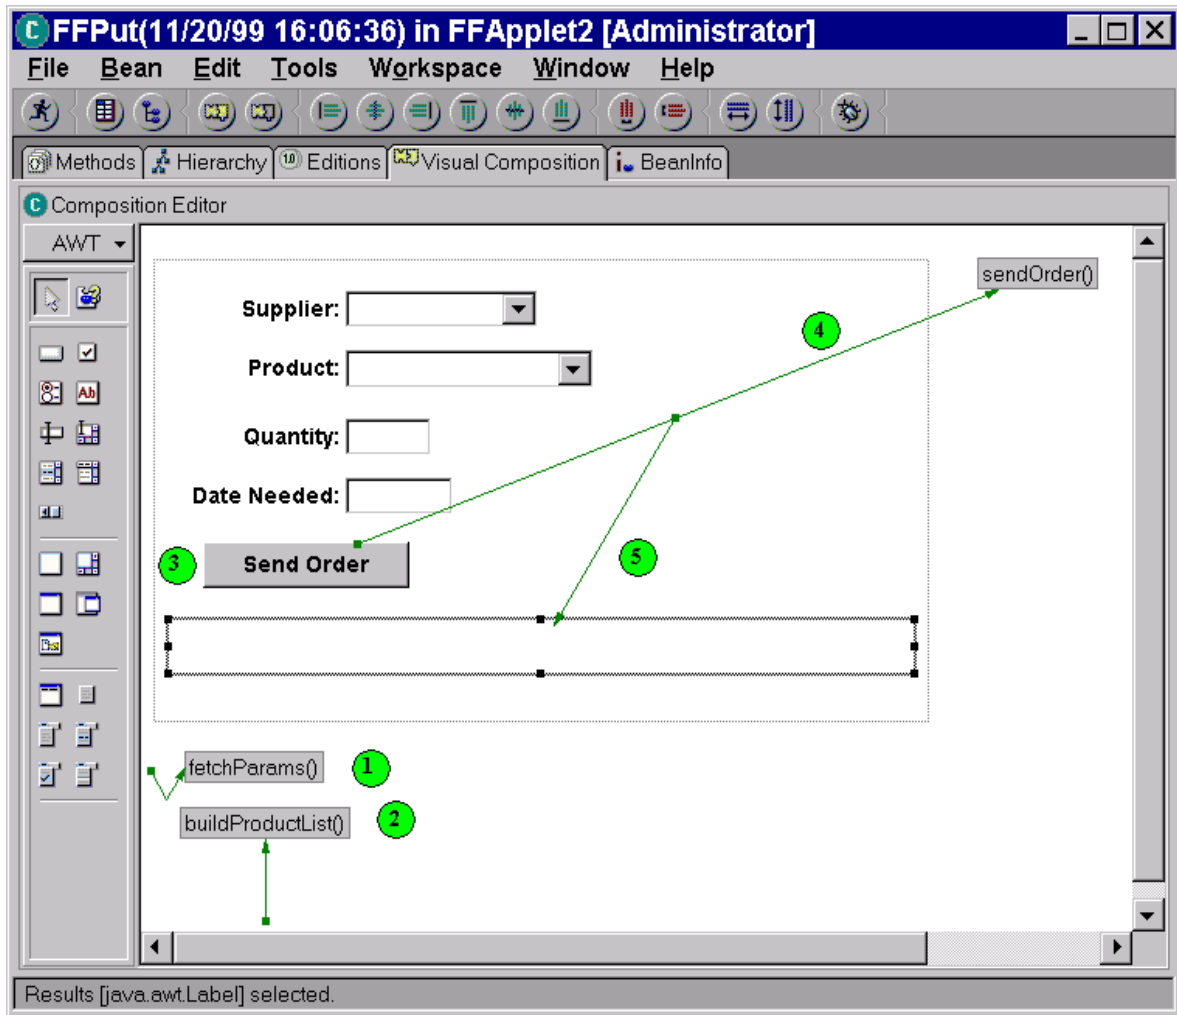 FFPut(11/20/99 16:06:36) in FFApplet2 [Administrator]
File Bean Edit Tools Workspace Window Help
Methods Hierarchy 1.0 Editions Visual Composition BeanInfo
Composition Editor
AWT
sendOrder()
Supplier:
4
Product:
Quantity:
Date Needed:
3 Send Order 5
fetchParams() 1
buildProductList() 2
Results [java.awt.Label] selected.